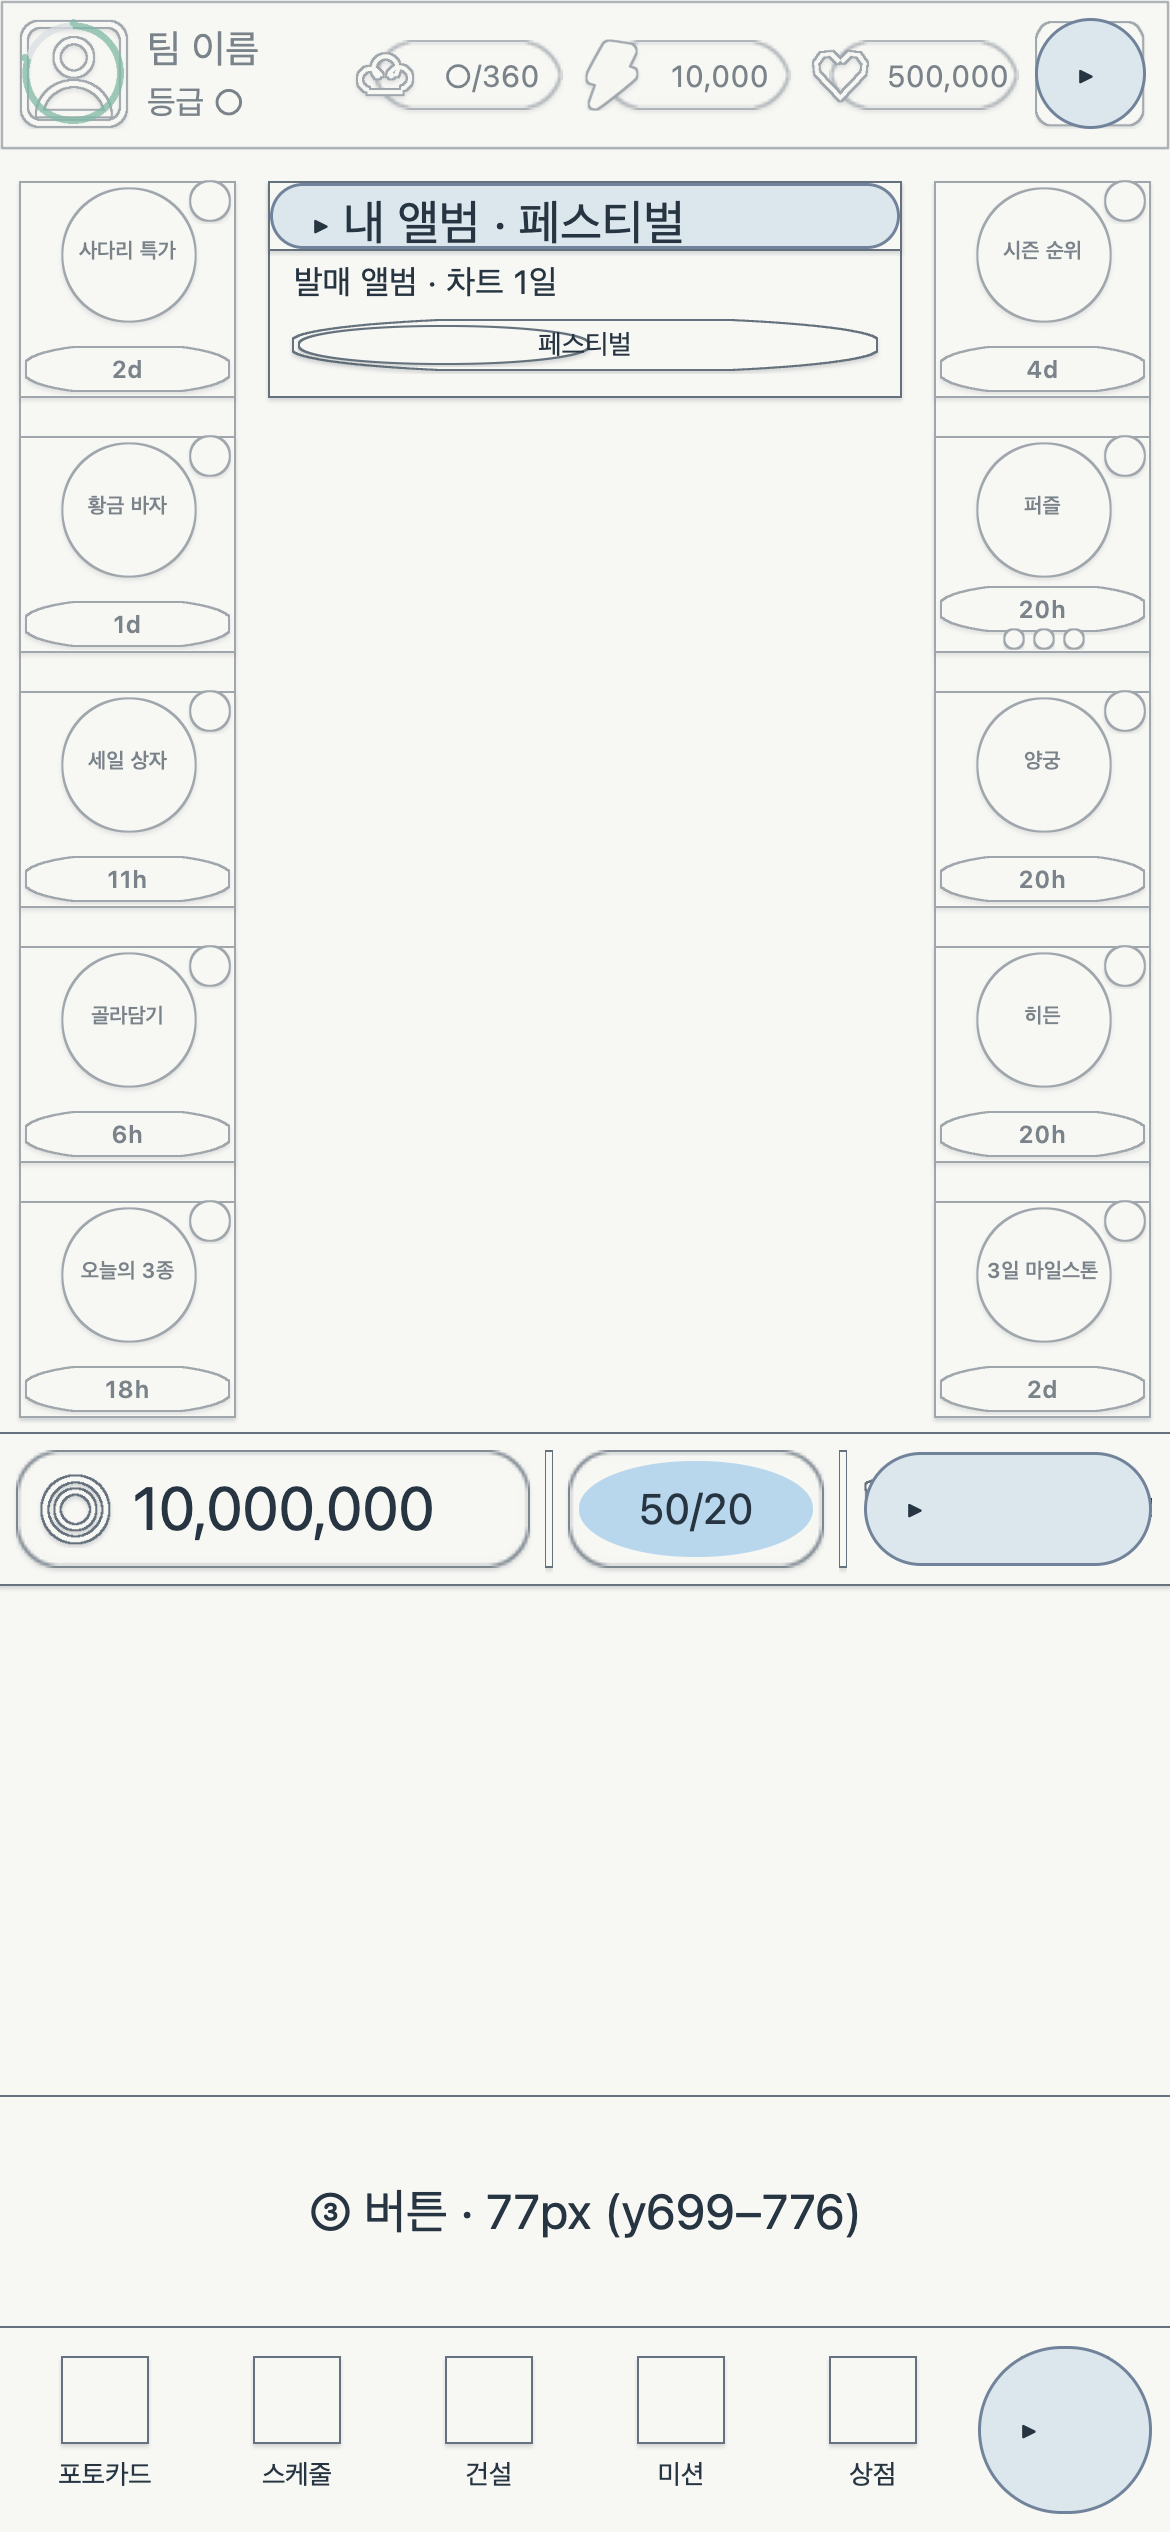 팀 이름
등급 ○
○/360
10,000
500,000
▸
▸ 내 앨범 · 페스티벌
발매 앨범 · 차트 1일
페스티벌
사다리 특가
2d
황금 바자
1d
세일 상자
11h
골라담기
6h
오늘의 3종
18h
시즌 순위
4d
퍼즐
20h
양궁
20h
히든
20h
3일 마일스톤
2d
10,000,000
50/20
▸
③ 버튼 · 77px (y699–776)
포토카드
스케줄
건설
미션
상점
▸